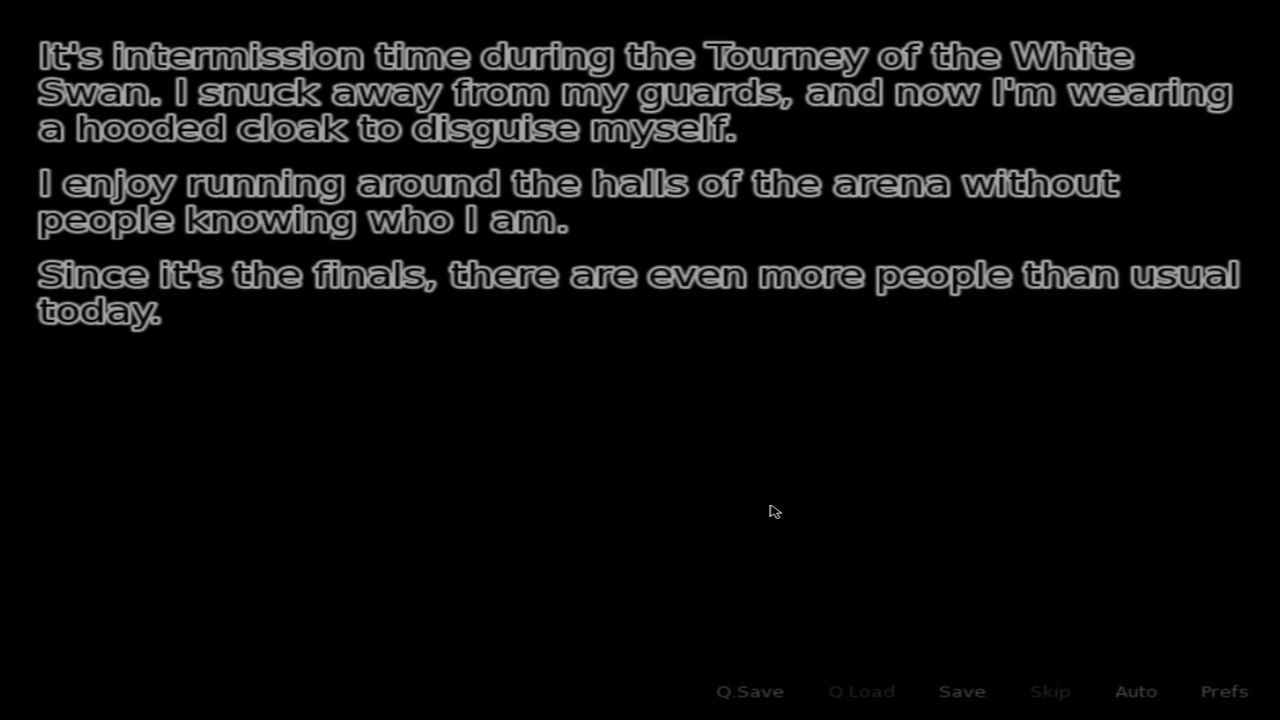 It's intermission time during the Tourney of the White
Swan. I snuck away from my guards, and now I'm wearing
a hooded cloak to disguise myself.
I enjoy running around the halls of the arena without
people knowing who I am.
Since it's the finals, there are even more people than usual
today.
Q.Save Q.Load Save Skip Auto Prefs